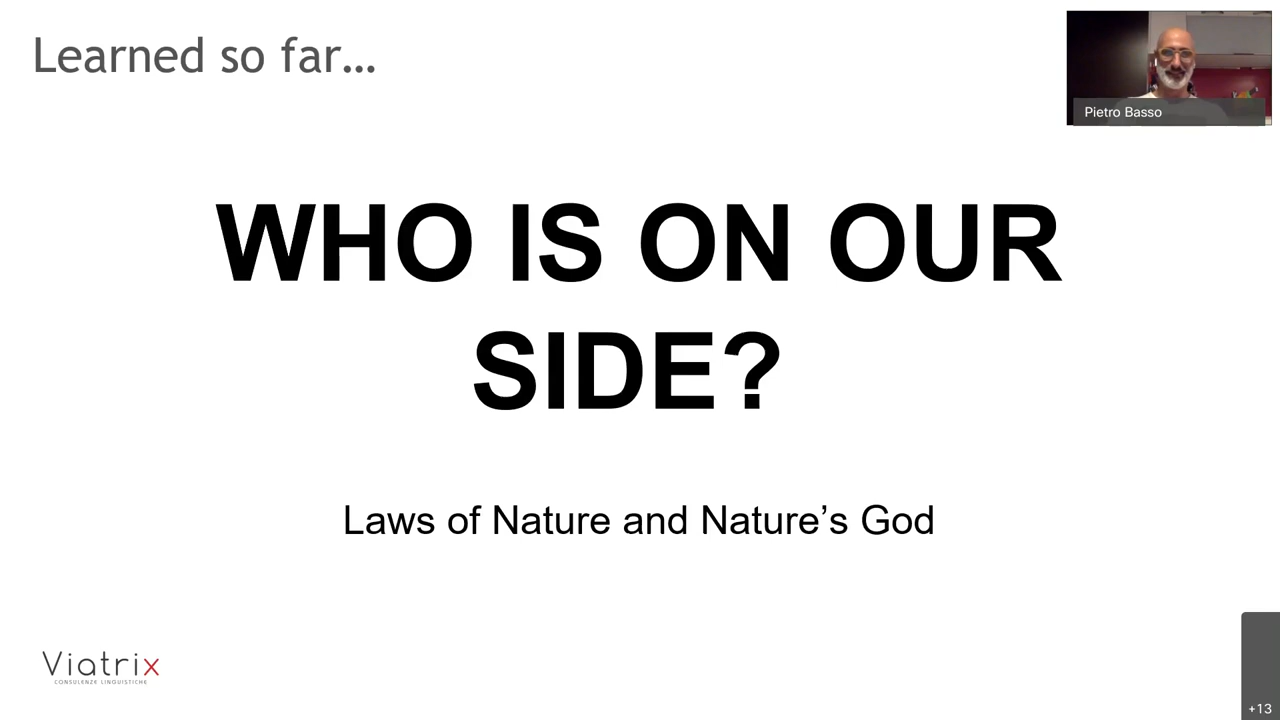 Learned so far...
Pietro Basso
WHO IS ON OUR
SIDE?
Laws of Nature and Nature’s God
Viatrix
CONSULENZE LINGUISTICHE
+13